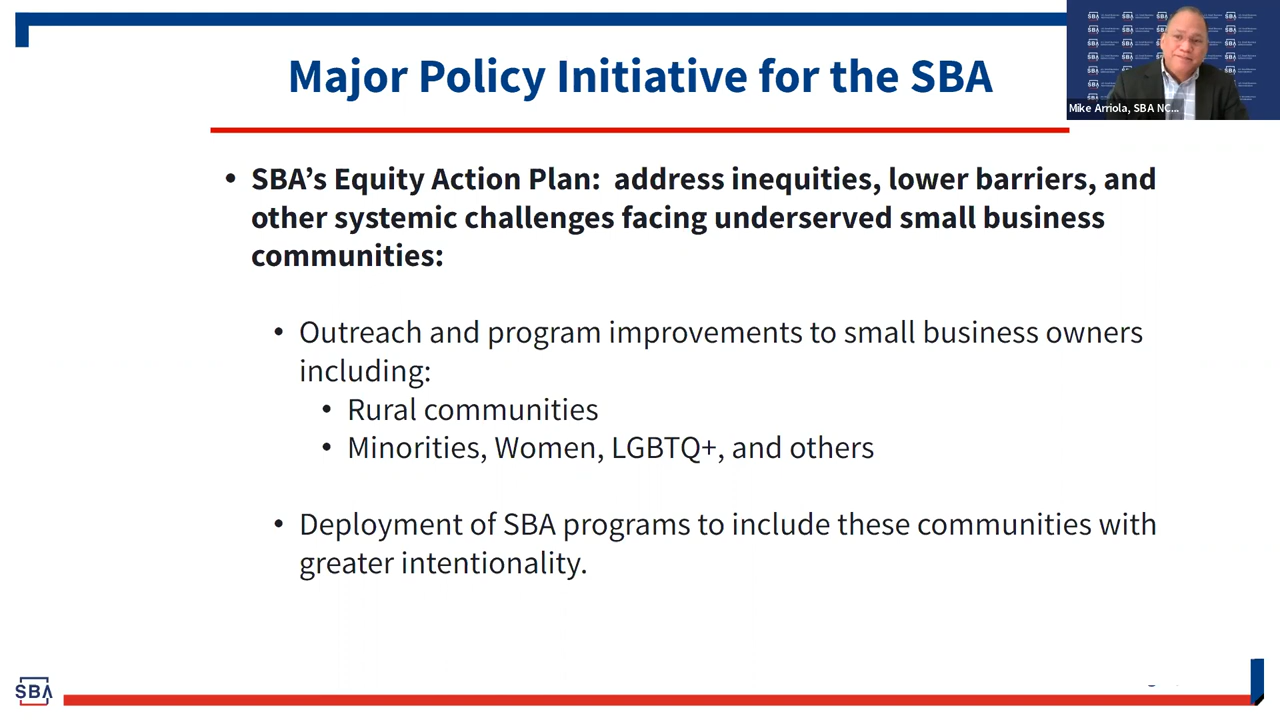 Major Policy Initiative for the SBA
Mike Arriola, SBA NC...
• SBA’s Equity Action Plan:  address inequities, lower barriers, and
other systemic challenges facing underserved small business
communities:
• Outreach and program improvements to small business owners
including:
• Rural communities
• Minorities, Women, LGBTQ+, and others
• Deployment of SBA programs to include these communities with
greater intentionality.
SBA